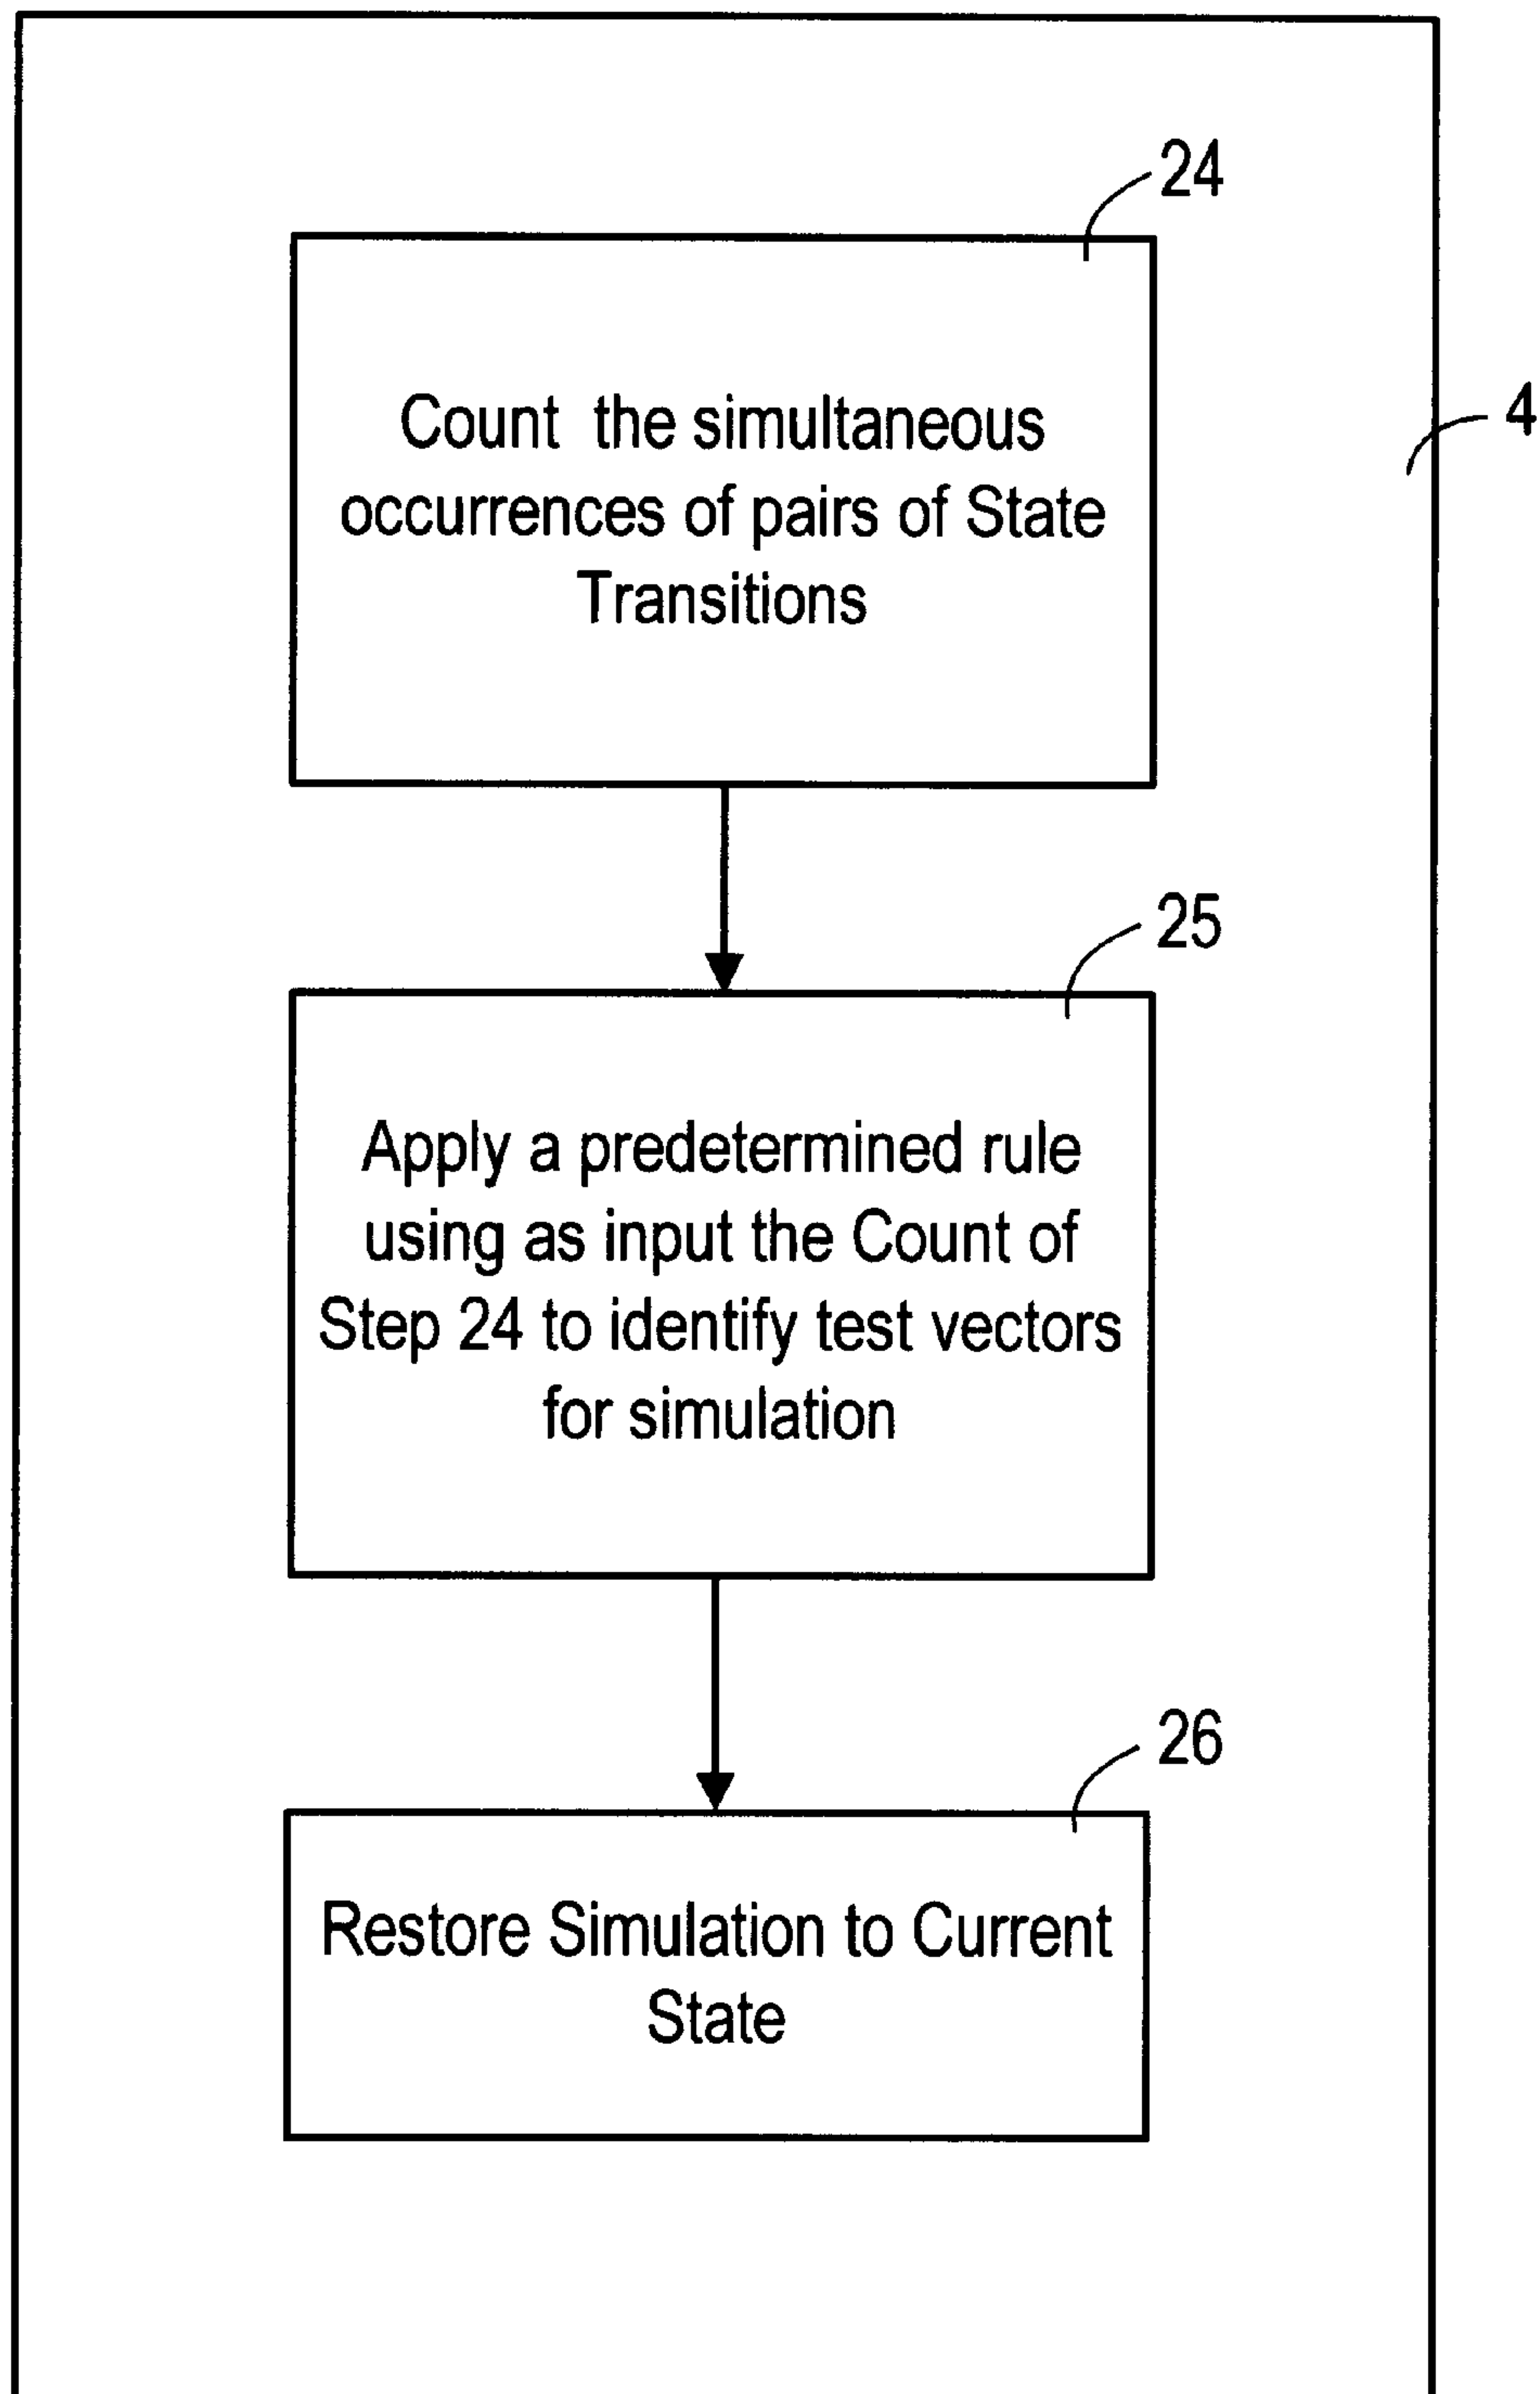 24
4
Count the simultaneous
occurrences of pairs of State
Transitions
25
Apply a predetermined rule
using as input the Count of
Step 24 to identify test vectors
for simulation
26
Restore Simulation to Current
State